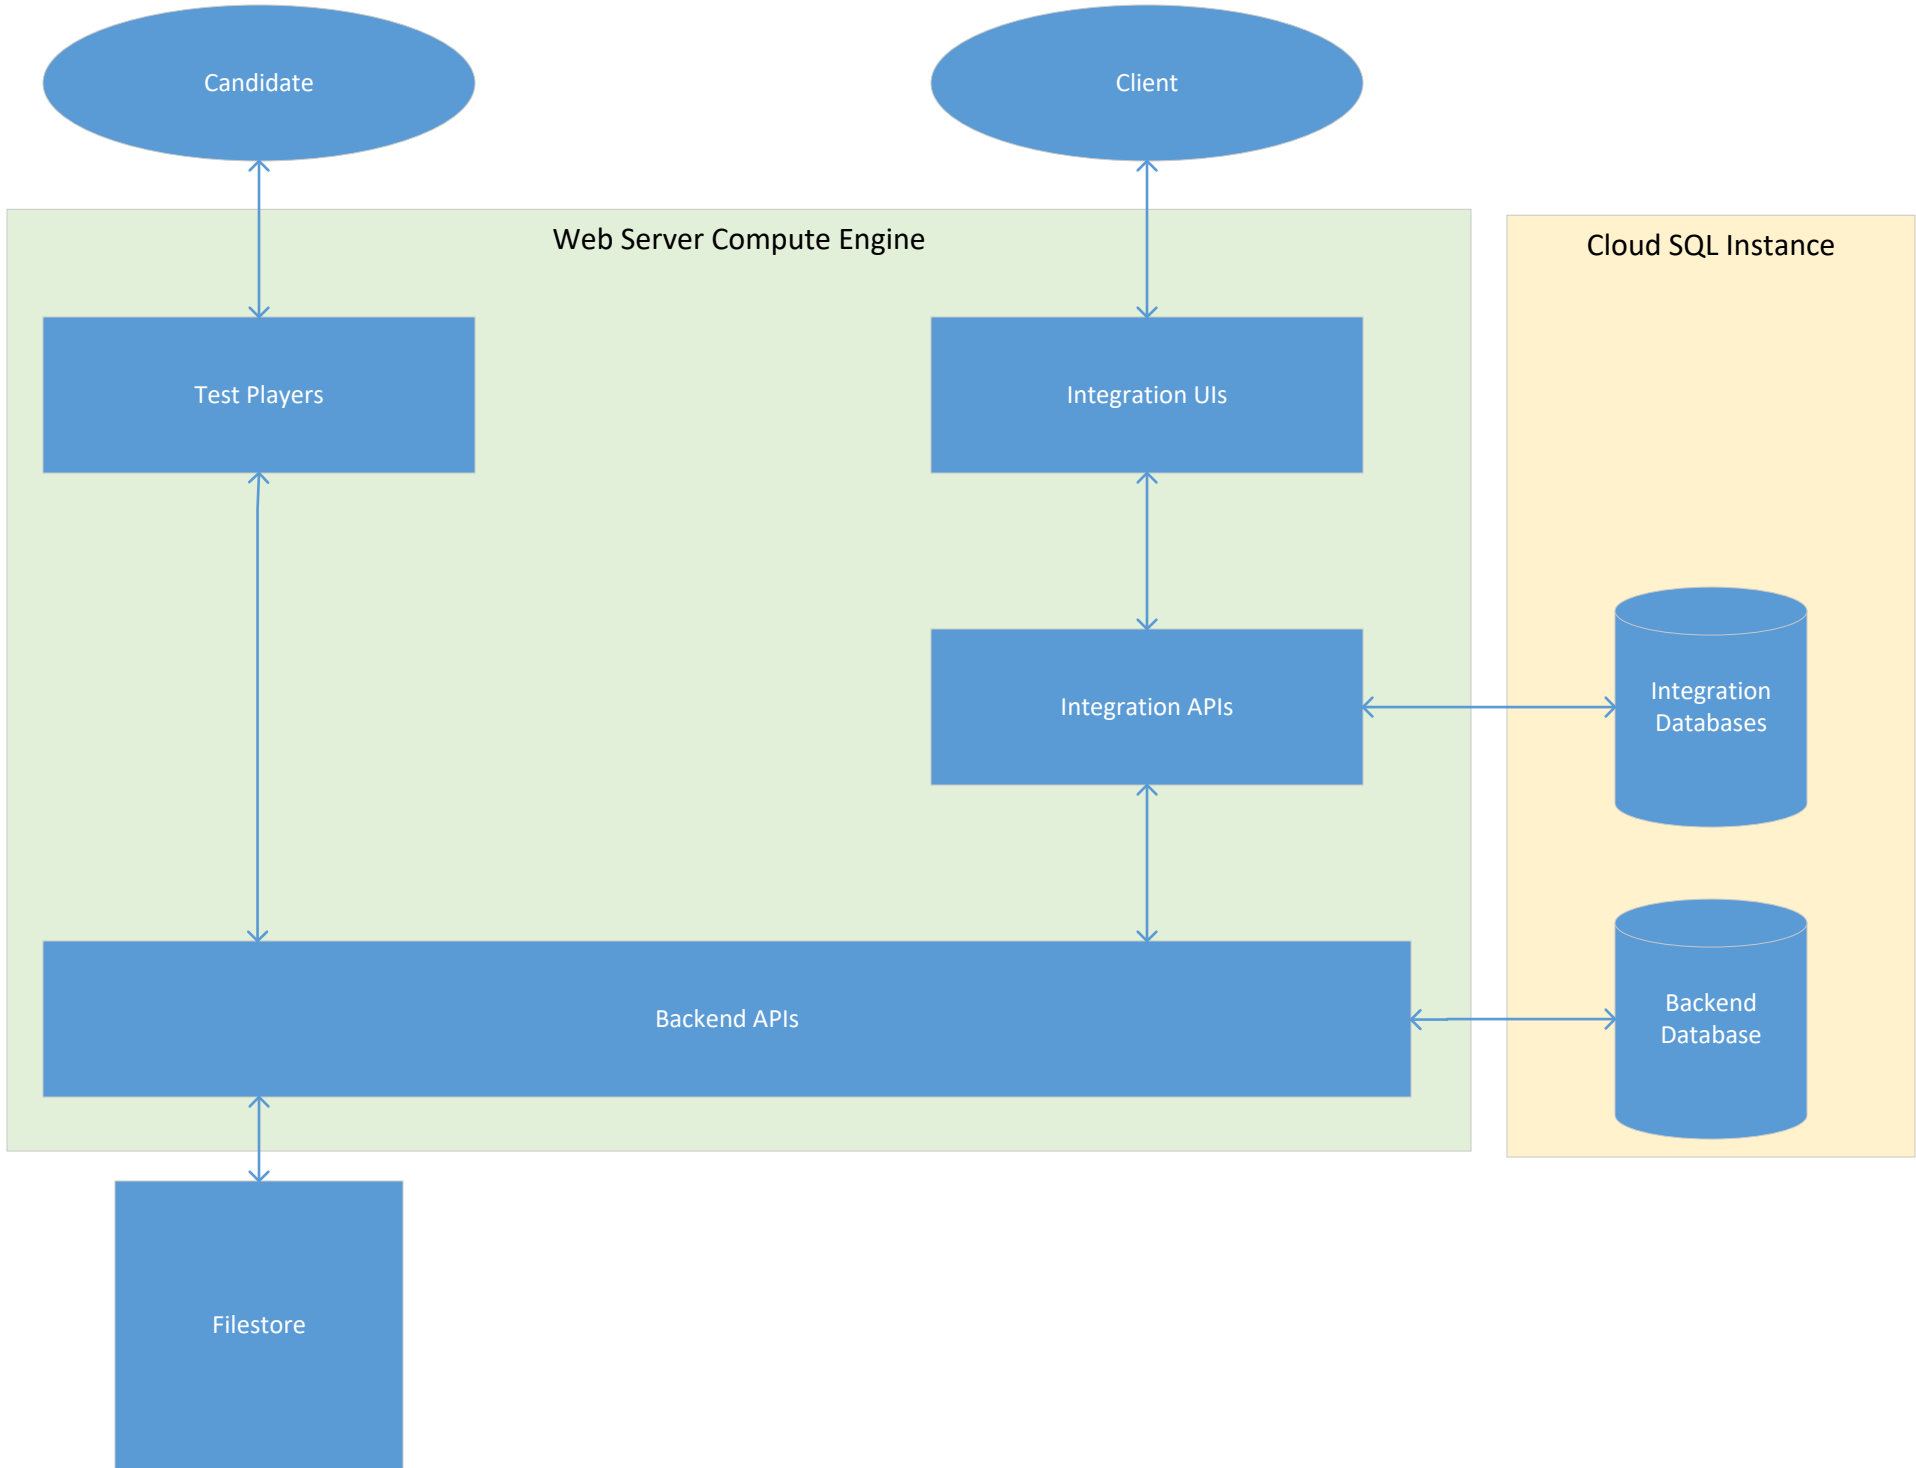 Candidate
Client
Web Server Compute Engine
Cloud SQL Instance
Test Players
Integration UIs
Integration APIs
Integration
Databases
Backend APIs
Backend
Database
Filestore